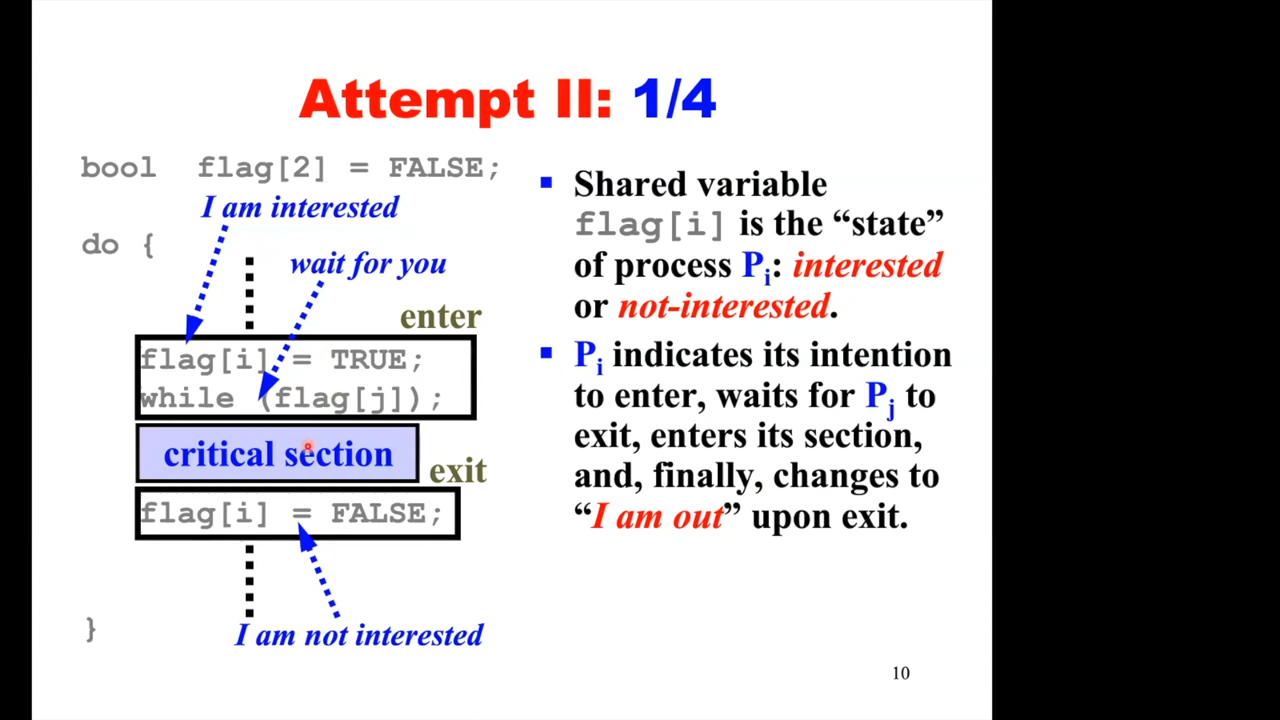 Attempt II: 1/4
bool  flag[2] = FALSE;
I am interested
do {
wait for you
enter
flag[i] = TRUE;
while (flag[j]);
critical section
exit
flag[i] = FALSE;
I am not interested
}
Shared variable
flag[i] is the “state”
of process Pi: interested
or not-interested.
Pi indicates its intention
to enter, waits for Pj to
exit, enters its section,
and, finally, changes to
“I am out” upon exit.
10